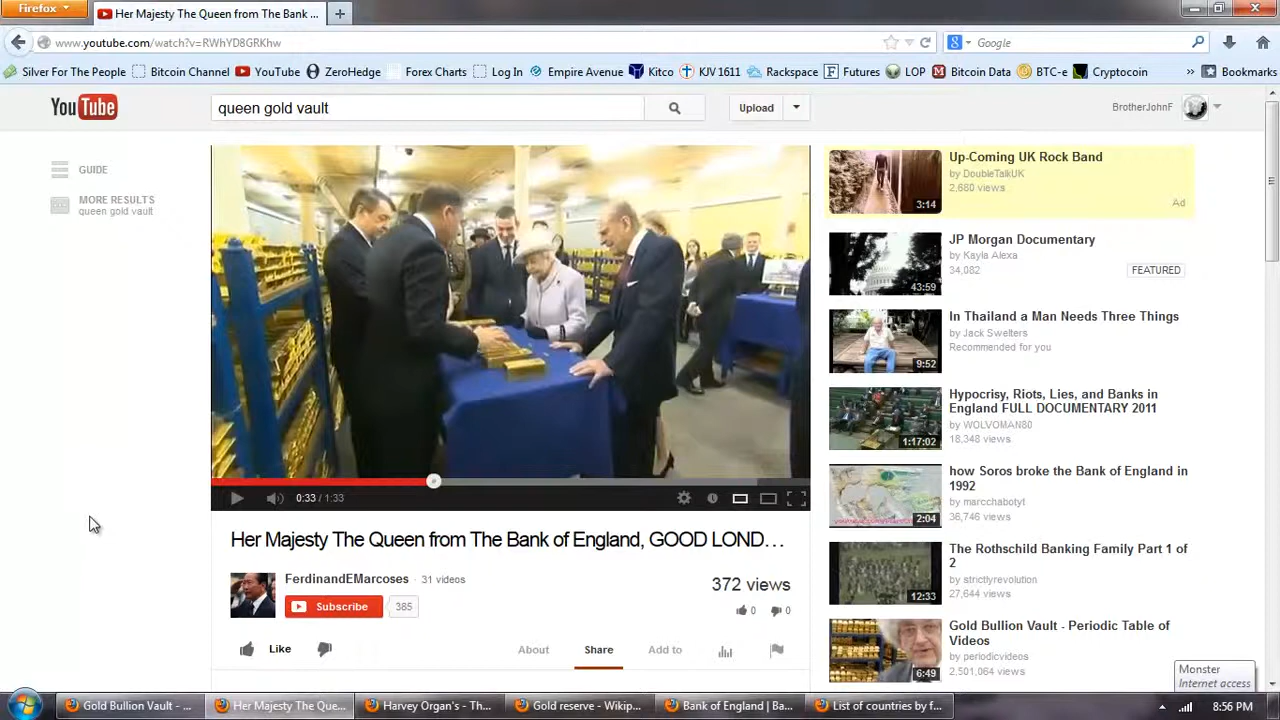 Firefox
Her Majesty The Queen from The Bank ...
www.youtube.com/watch?v=RWhYD8GRKhw
Google
Silver For The People
Bitcoin Channel
YouTube
ZeroHedge
Forex Charts
Log In
Empire Avenue
Kitco
KJV 1611
Rackspace
Futures
LOP
Bitcoin Data
BTC-e
Cryptocoin
»
Bookmarks
YouTube
queen gold vault
Upload
BrotherJohnF
GUIDE
MORE RESULTS
queen gold vault
0:33 / 1:33
Her Majesty The Queen from The Bank of England, GOOD LOND...
FerdinandEMarcoses · 31 videos
Subscribe
385
372 views
0
0
Like
About
Share
Add to
Up-Coming UK Rock Band
by DoubleTalkUK
2,680 views
3:14
Ad
JP Morgan Documentary
by Kayla Alexa
34,082
FEATURED
43:59
In Thailand a Man Needs Three Things
by Jack Swelters
Recommended for you
9:52
Hypocrisy, Riots, Lies, and Banks in
England FULL DOCUMENTARY 2011
by WOLVOMAN80
18,348 views
1:17:02
how Soros broke the Bank of England in
1992
by marcchabotyt
36,746 views
2:04
The Rothschild Banking Family Part 1 of
2
by strictlyrevolution
27,644 views
12:33
Gold Bullion Vault - Periodic Table of
Videos
by periodicvideos
2,501,064 views
6:49
Monster
Internet access
Gold Bullion Vault - ...
Her Majesty The Que...
Harvey Organ's - Th...
Gold reserve - Wikip...
Bank of England | Ba...
List of countries by f...
8:56 PM